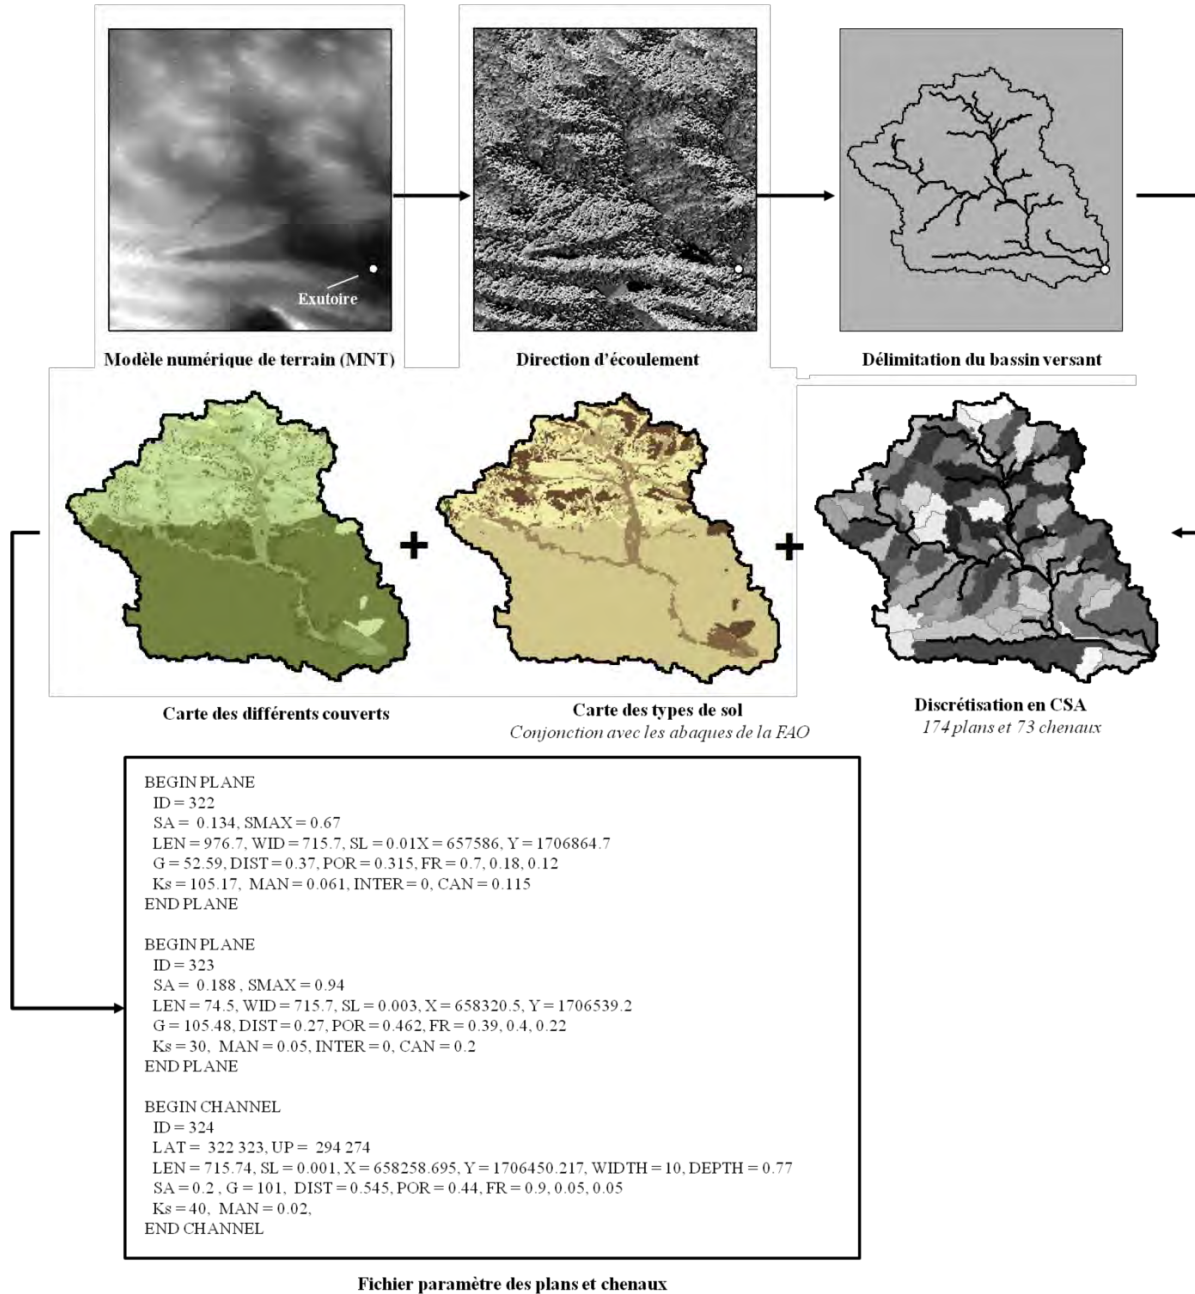 Exutoire
Modèle numérique de terrain (MNT)
Direction d'écoulement
Délimitation du bassin versant
Carte des différents couverts
Carte des types de sol
Conjonction avec les abaques de la FAO
Discrétisation en CSA
174 plans et 73 chenaux
BEGIN PLANE
ID = 322
SA = 0.134, SMAX = 0.67
LEN = 976.7, WID = 715.7, SL = 0.01X = 657586, Y = 1706864.7
G = 52.59, DIST = 0.37, POR = 0.315, FR = 0.7, 0.18, 0.12
Ks = 105.17, MAN = 0.061, INTER = 0, CAN = 0.115
END PLANE
BEGIN PLANE
ID = 323
SA = 0.188 , SMAX = 0.94
LEN = 74.5, WID = 715.7, SL = 0.003, X = 658320.5, Y = 1706539.2
G = 105.48, DIST = 0.27, POR = 0.462, FR = 0.39, 0.4, 0.22
Ks = 30, MAN = 0.05, INTER = 0, CAN = 0.2
END PLANE
BEGIN CHANNEL
ID = 324
LAT = 322 323, UP = 294 274
LEN = 715.74, SL = 0.001, X = 658258.695, Y = 1706450.217, WIDTH = 10, DEPTH = 0.77
SA = 0.2 , G = 101, DIST = 0.545, POR = 0.44, FR = 0.9, 0.05, 0.05
Ks = 40, MAN = 0.02,
END CHANNEL
Fichier paramètre des plans et chenaux